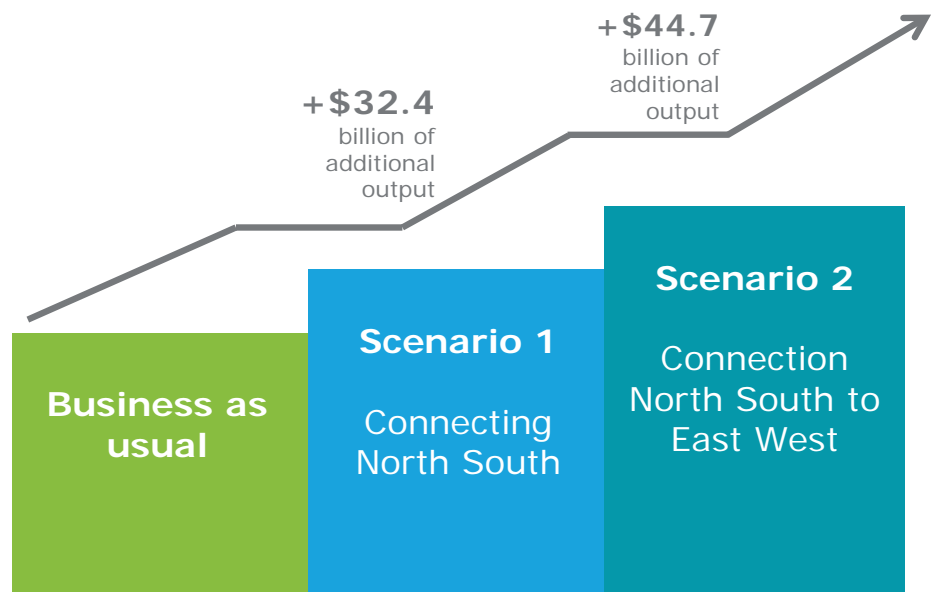 +$44.7
billion of
additional
output
+$32.4
billion of
additional
output
Business as
usual
Scenario 1
Connecting
North South
Scenario 2
Connection
North South to
East West